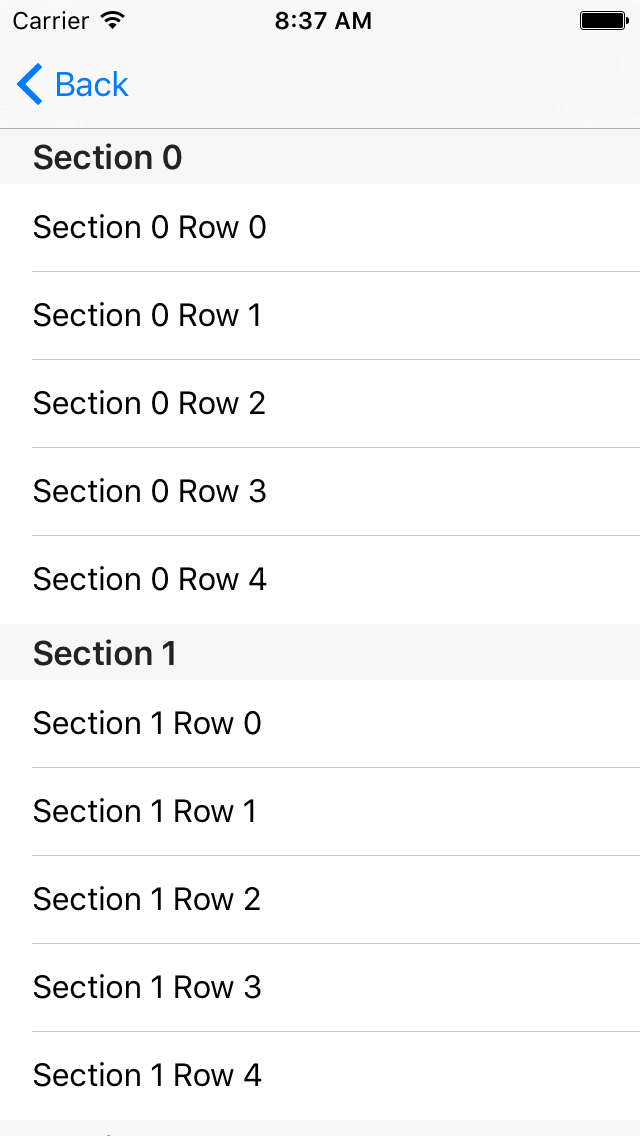 Carrier 8:37 AM
Back
Section 0
Section 0 Row 0
Section 0 Row 1
Section 0 Row 2
Section 0 Row 3
Section 0 Row 4
Section 1
Section 1 Row 0
Section 1 Row 1
Section 1 Row 2
Section 1 Row 3
Section 1 Row 4